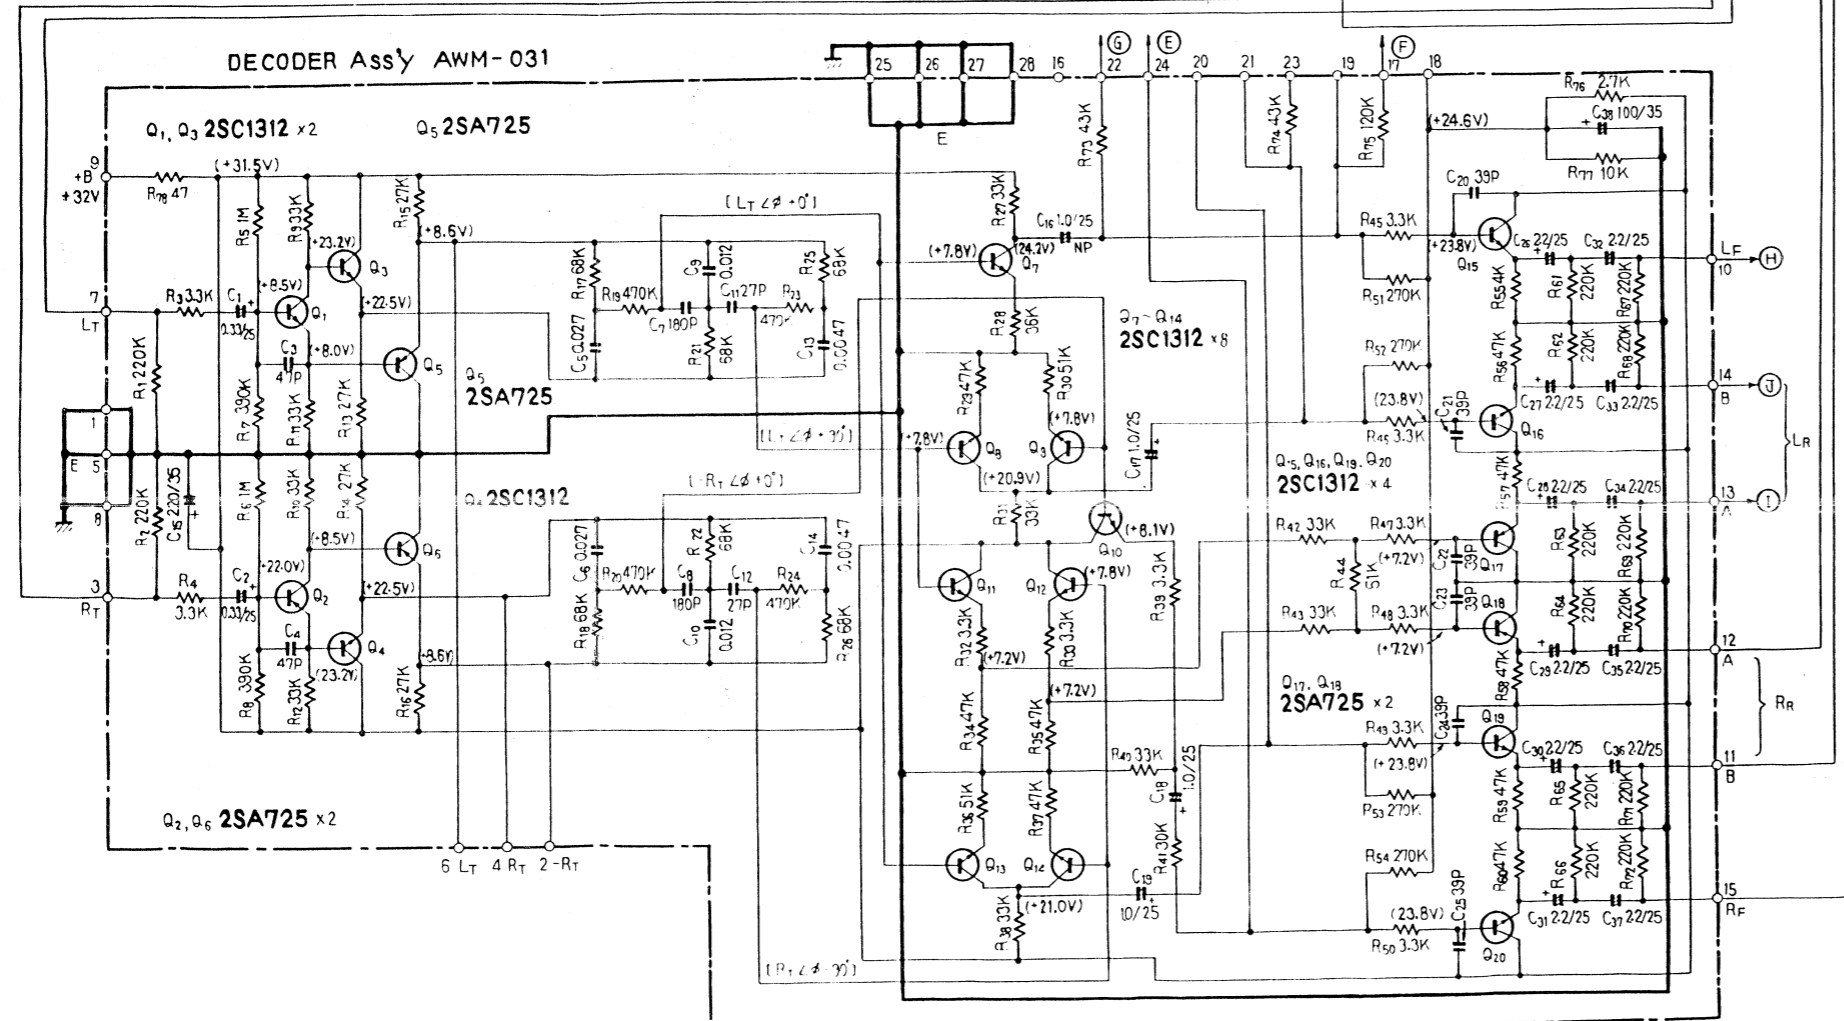 DECODER Ass'y AWM-031
Q1, Q3 2SC1312 x2
Q5 2SA725
25 26 27 28 16 22 24 20 21 23 19 17 18
G E F
E
9
+B
+32V
R78 47
(+31.5V)
R5 1M
R9 33K
(+23.2V)
Q3
R15 27K
(+8.6V)
(+8.5V)
Q1
(+22.5V)
7
LT
R3 3.3K
C1
0.33/25
C3
47P
(+8.0V)
Q5
R1 220K
R7 390K
R11 33K
R13 27K
1
E 5
8
R2 220K
C15 220/35
R6 1M
R10 33K
R14 27K
(+8.5V)
Q6
(+22.0V)
3
RT
R4
3.3K
C2
0.33/25
Q2
(+22.5V)
C4
47P
Q4
(23.2V)
+8.6V)
R8 390K
R12 33K
R16 27K
Q2, Q6 2SA725 x2
6 LT 4 RT 2 -RT
[LT ∠ø +0°]
R17 68K
R19 470K
C5 0.027
C7 180P
C9
0.012
C11 27P
R21
68K
R23
R25
68K
C13
0.0047
Q5
2SA725
2SC1312
C6 0.027
R20 470K
R18 68K
C8
180P
R22
68K
C10
0.012
C12
27P
R24
470K
0.0047
R26 68K
R27 33K
C16 1.0/25
NP
(+7.8V)
(24.2V)
Q7
R28
36K
Q7 ~ Q14
2SC1312 x8
R29 47K
R30 51K
(+7.8V)
(+7.8V)
C17 1.0/25
(+20.9V)
R31
33K
Q10
(+8.1V)
(+7.8V)
Q11
Q12
R32 3.3K
R33 3.3K
(+7.2V)
(+7.2V)
R39 3.3K
R34 47K
R35 47K
R40 33K
C18
1.0/25
R36 51K
R37 47K
R41 30K
Q13
Q14
C19
10/25
(+21.0V)
R38 33K
R73 43K
R74 43K
R75 120K
(+24.6V)
R76 2.7K
C38 100/35
R77 10K
C20 39P
R45 3.3K
(+23.8V)
Q15
R51 270K
R52 270K
(23.8V)
3.3K
C21
39P
Q16
Q16, Q19, Q20
2SC1312 x4
R42 33K
R47 3.3K
(+7.2V)
R44
51K
C22
39P
Q17
C23
39P
Q18
R43 33K
R48 3.3K
(+7.2V)
Q17, Q18
2SA725 x2
R49 3.3K
(+23.8V)
39P
Q19
R53 270K
R54 270K
(23.8V)
R50 3.3K
C25 39P
Q20
C26 2.2/25
C32 2.2/25
R61
220K
R67 220K
R56 47K
R62
220K
R68 220K
C27 2.2/25
C33 2.2/25
R57 47K
C28 2.2/25
C34 2.2/25
R63
220K
R69 220K
R64
220K
R70 220K
C29 2.2/25
C35 2.2/25
R58 47K
C30 2.2/25
C36 2.2/25
R59 47K
R65
220K
R71 220K
R60 47K
R66
220K
R72 220K
C31 2.2/25
C37 2.2/25
LF
10
H
14
B
J
LR
13
A
I
12
A
RR
11
B
15
RF